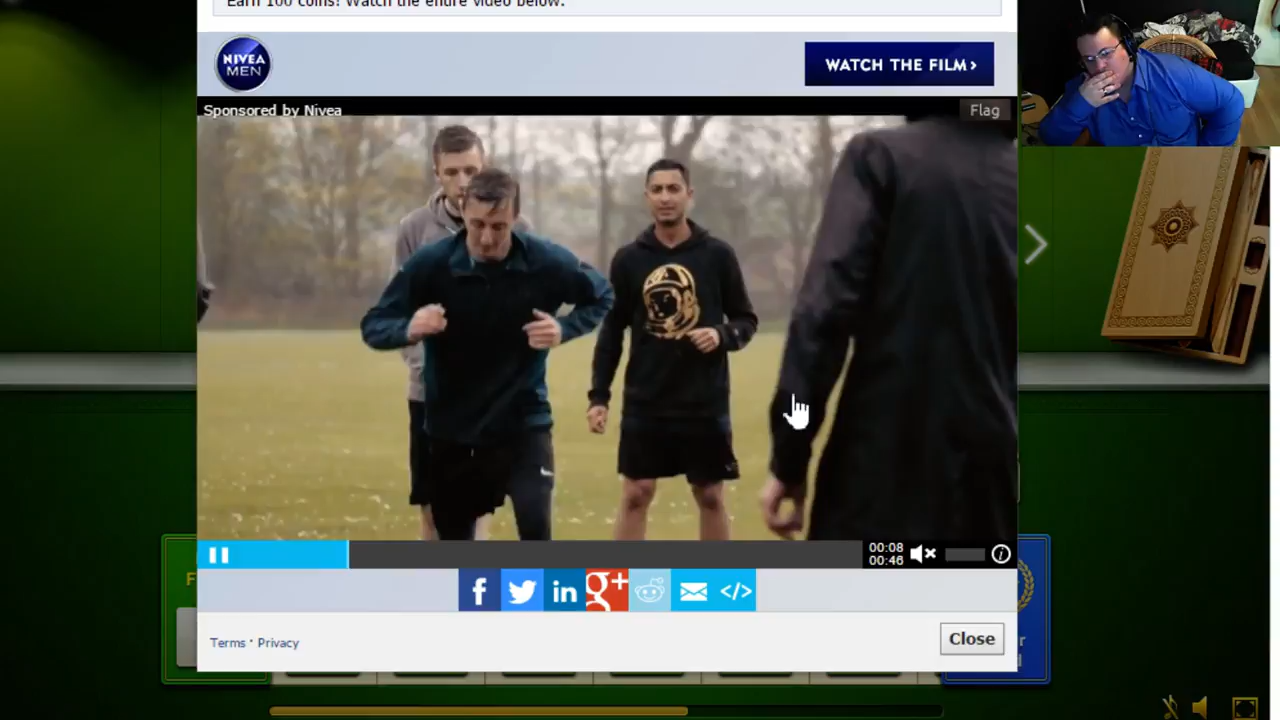 Earn 100 coins! Watch the entire video below.
NIVEA
MEN
WATCH THE FILM ›
Sponsored by Nivea
Flag
00:08
00:46
f
in
g+
</>
Terms · Privacy
Close
F
r